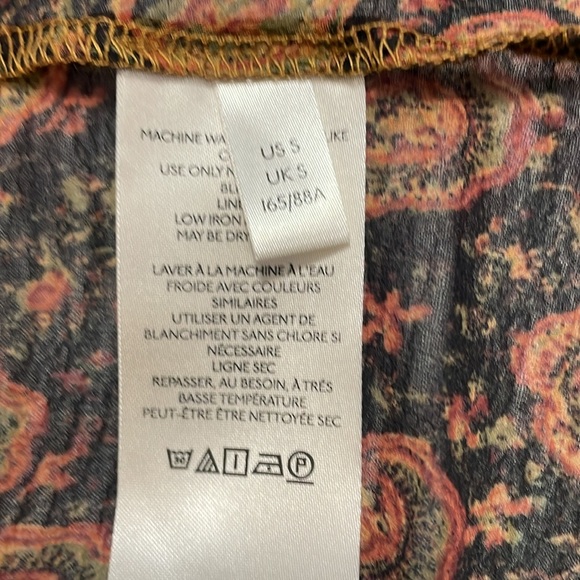 MACHINE WA LIKE
USE ONLY N
LOW IRON
MAY BE DRY
US S
UK S
165/88A
LAVER À LA MACHINE À L'EAU
FROIDE AVEC COULEURS
SIMILAIRES
UTILISER UN AGENT DE
BLANCHIMENT SANS CHLORE SI
NÉCESSAIRE
LIGNE SEC
REPASSER, AU BESOIN, À TRÉS
BASSE TEMPÉRATURE
PEUT-ÊTRE ÊTRE NETTOYÉE SEC
P